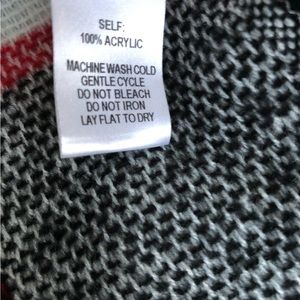 SELF:
100% ACRYLIC
MACHINE WASH COLD
GENTLE CYCLE
DO NOT BLEACH
DO NOT IRON
LAY FLAT TO DRY